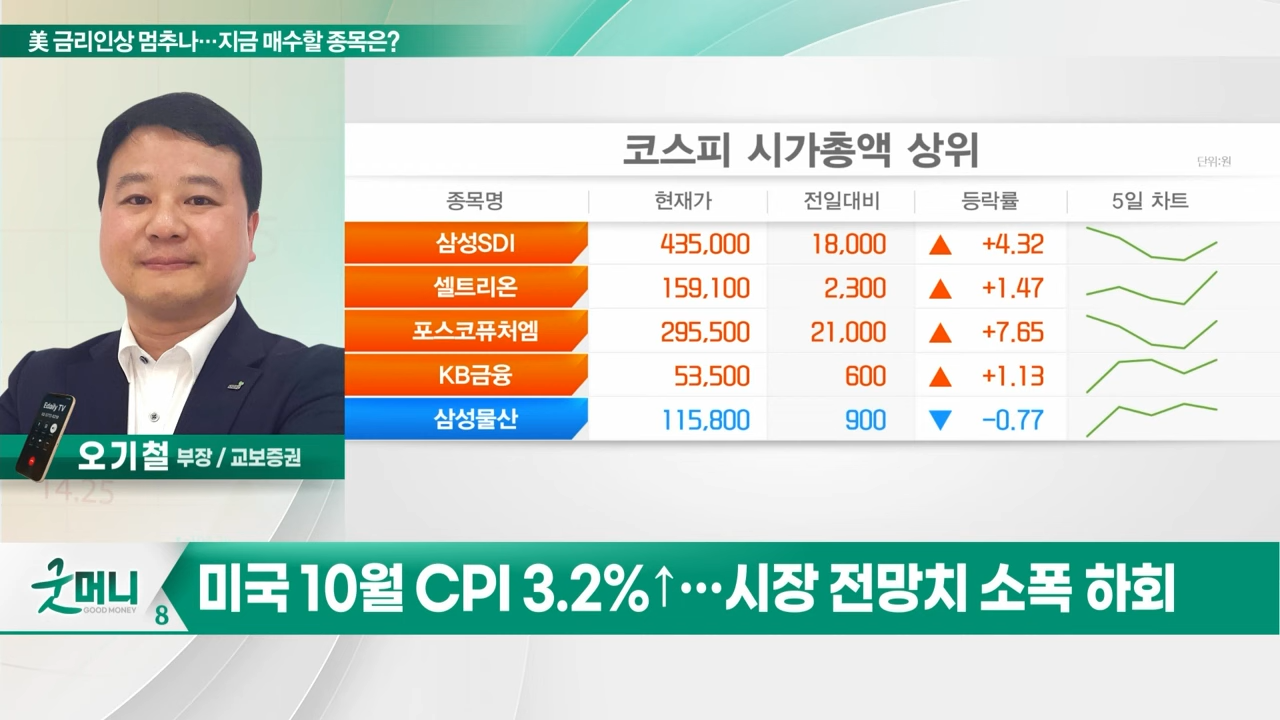 美 금리인상 멈추나…지금 매수할 종목은?
코스피 시가총액 상위
단위:원
종목명 현재가 전일대비 등락률 5일 차트
삼성SDI 435,000 18,000 ▲ +4.32
셀트리온 159,100 2,300 ▲ +1.47
포스코퓨처엠 295,500 21,000 ▲ +7.65
KB금융 53,500 600 ▲ +1.13
삼성물산 115,800 900 ▼ -0.77
Edaily TV
오기철 부장 / 교보증권
14.25
굿머니
GOOD MONEY
8
미국 10월 CPI 3.2%↑…시장 전망치 소폭 하회